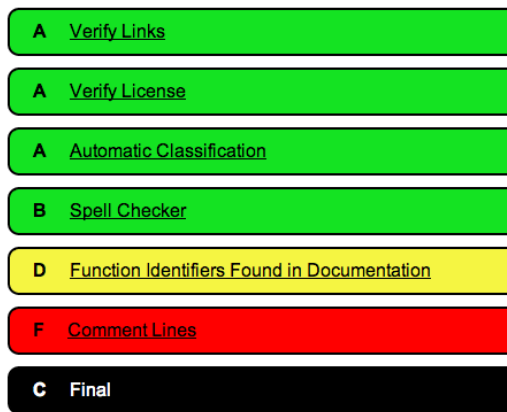 A Verify Links
A Verify License
A Automatic Classification
B Spell Checker
D Function Identifiers Found in Documentation
F Comment Lines
C Final